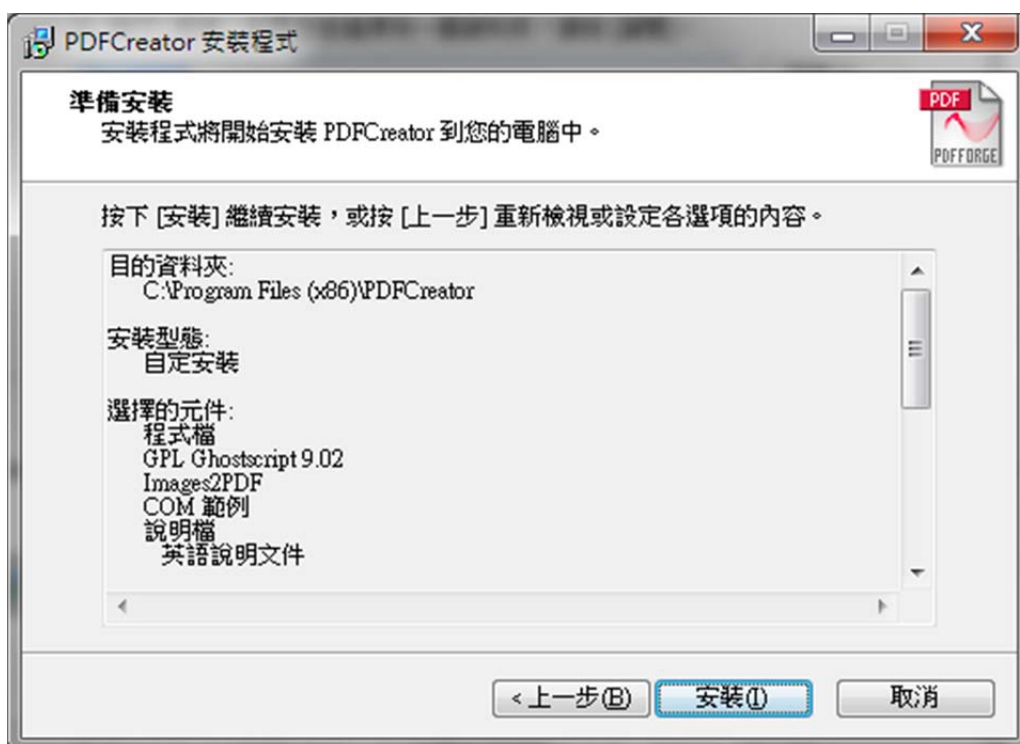 PDFCreator 安裝程式
準備安裝
安裝程式將開始安裝 PDFCreator 到您的電腦中。
PDF
PDFFORGE
按下 [安裝] 繼續安裝，或按 [上一步] 重新檢視或設定各選項的內容。
目的資料夾:
C:\Program Files (x86)\PDFCreator
安裝型態:
自定安裝
選擇的元件:
程式檔
GPL Ghostscript 9.02
Images2PDF
COM 範例
說明檔
英語說明文件
<上一步(B)
安裝(I)
取消